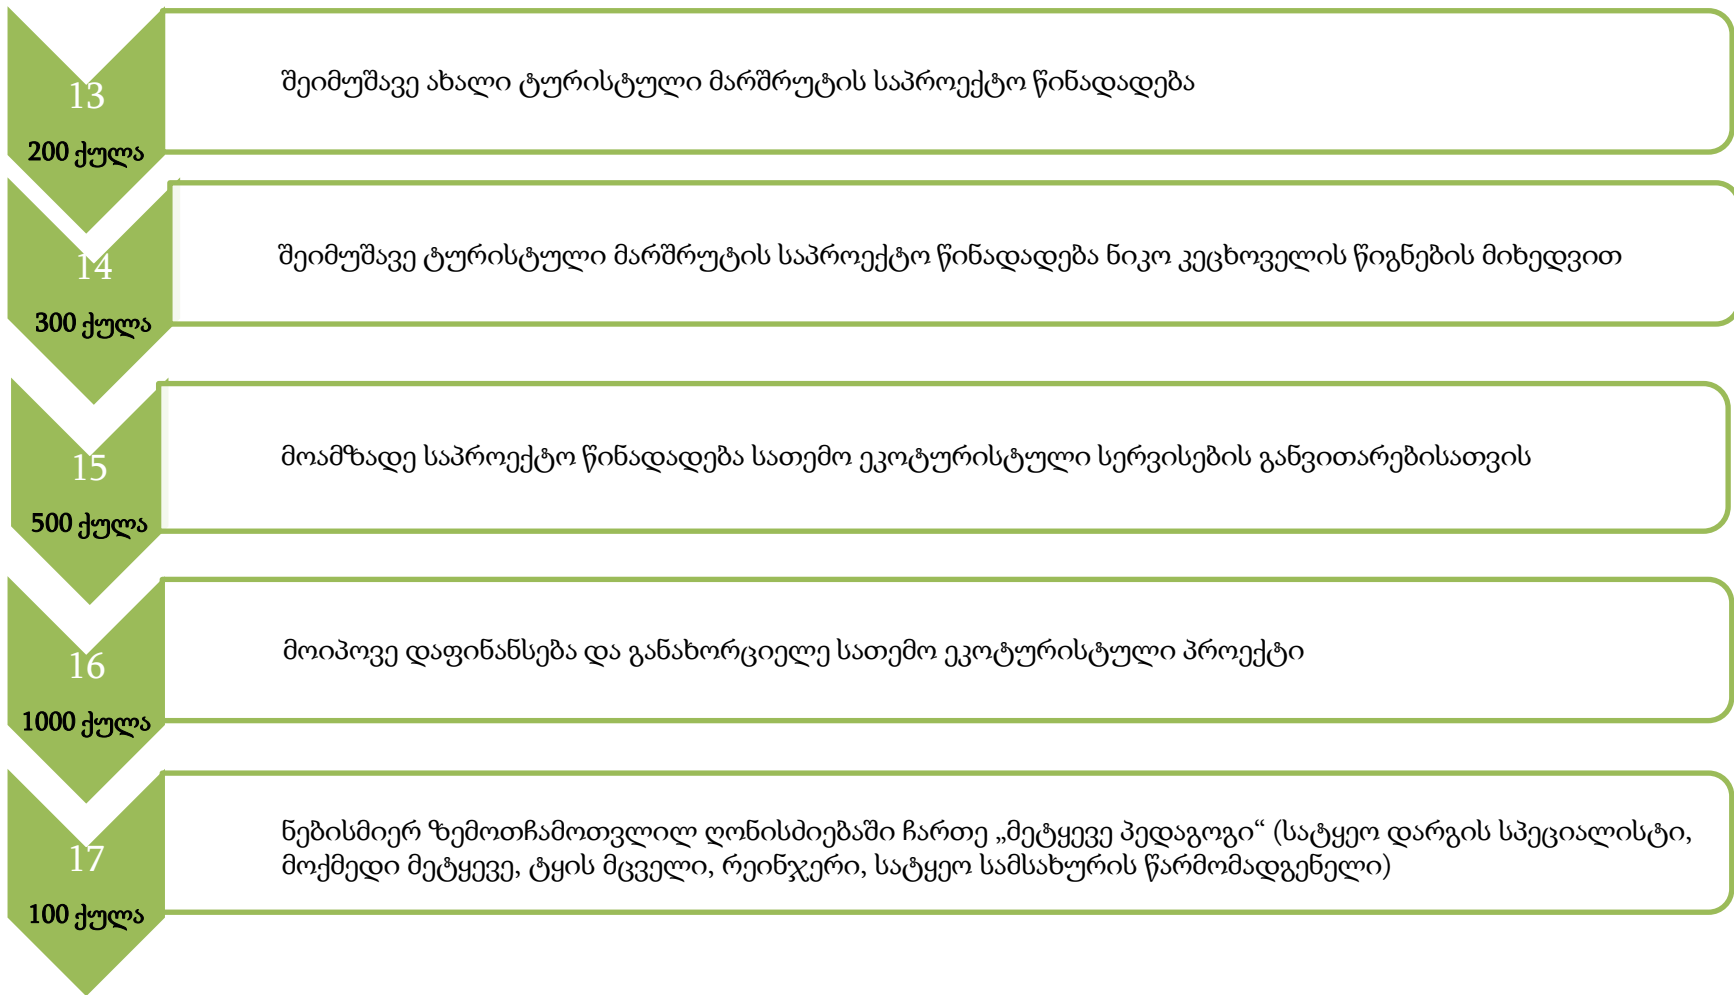 13
200 ქულა
შეიმუშავე ახალი ტურისტული მარშრუტის საპროექტო წინადადება
14
300 ქულა
შეიმუშავე ტურისტული მარშრუტის საპროექტო წინადადება ნიკო კეცხოველის წიგნების მიხედვით
15
500 ქულა
მოამზადე საპროექტო წინადადება სათემო ეკოტურისტული სერვისების განვითარებისათვის
16
1000 ქულა
მოიპოვე დაფინანსება და განახორციელე სათემო ეკოტურისტული პროექტი
17
100 ქულა
ნებისმიერ ზემოთჩამოთვლილ ღონისძიებაში ჩართე „მეტყევე პედაგოგი“ (სატყეო დარგის სპეციალისტი,
მოქმედი მეტყევე, ტყის მცველი, რეინჯერი, სატყეო სამსახურის წარმომადგენელი)